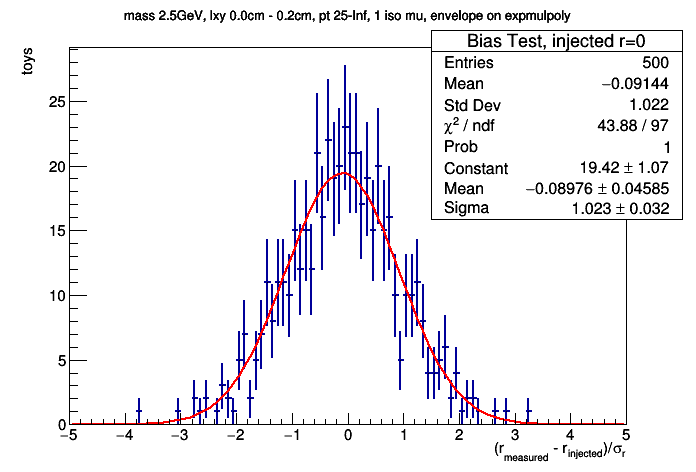 mass 2.5GeV, lxy 0.0cm - 0.2cm, pt 25-Inf, 1 iso mu, envelope on expmulpoly
Bias Test, injected r=0
Entries 500
Mean −0.09144
Std Dev 1.022
χ² / ndf 43.88 / 97
Prob 1
Constant 19.42 ± 1.07
Mean −0.08976 ± 0.04585
Sigma 1.023 ± 0.032
toys
25
20
15
10
5
0
−5 −4 −3 −2 −1 0 1 2 3 4 5
(r_measured - r_injected)/σ_r